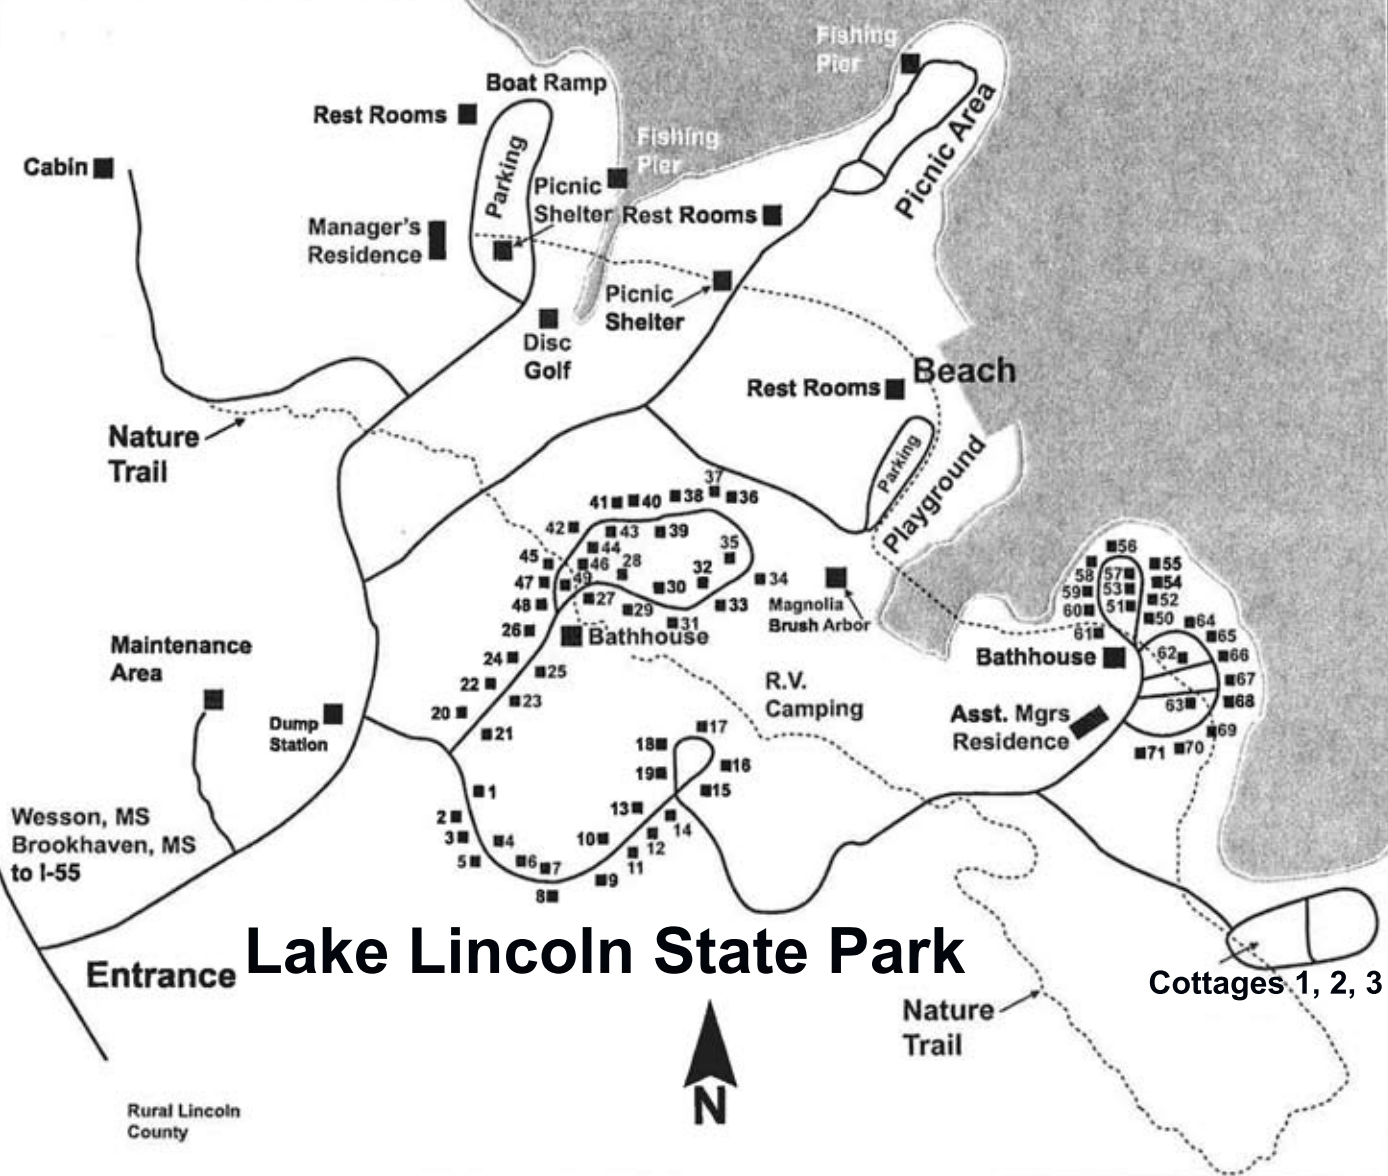 Fishing
Pier
Boat Ramp
Rest Rooms
Picnic Area
Parking
Fishing
Pier
Cabin
Picnic
Shelter
Rest Rooms
Manager's
Residence
Picnic
Shelter
Disc
Golf
Beach
Rest Rooms
Nature
Trail
Parking
Playground
37
41
40
38
36
42
43
39
44
35
45
46
28
32
34
47
49
30
48
27
29
33
31
26
Bathhouse
Magnolia
Brush Arbor
56
58
57
55
59
53
54
60
51
52
50
64
61
65
Bathhouse
62
66
67
63
68
69
70
71
Asst. Mgrs
Residence
Maintenance
Area
Dump
Station
24
25
22
23
20
21
R.V.
Camping
17
18
16
19
15
1
2
13
14
3
4
10
12
5
6
7
11
8
9
Wesson, MS
Brookhaven, MS
to I-55
Entrance
Lake Lincoln State Park
Cottages 1, 2, 3
Nature
Trail
N
Rural Lincoln
County